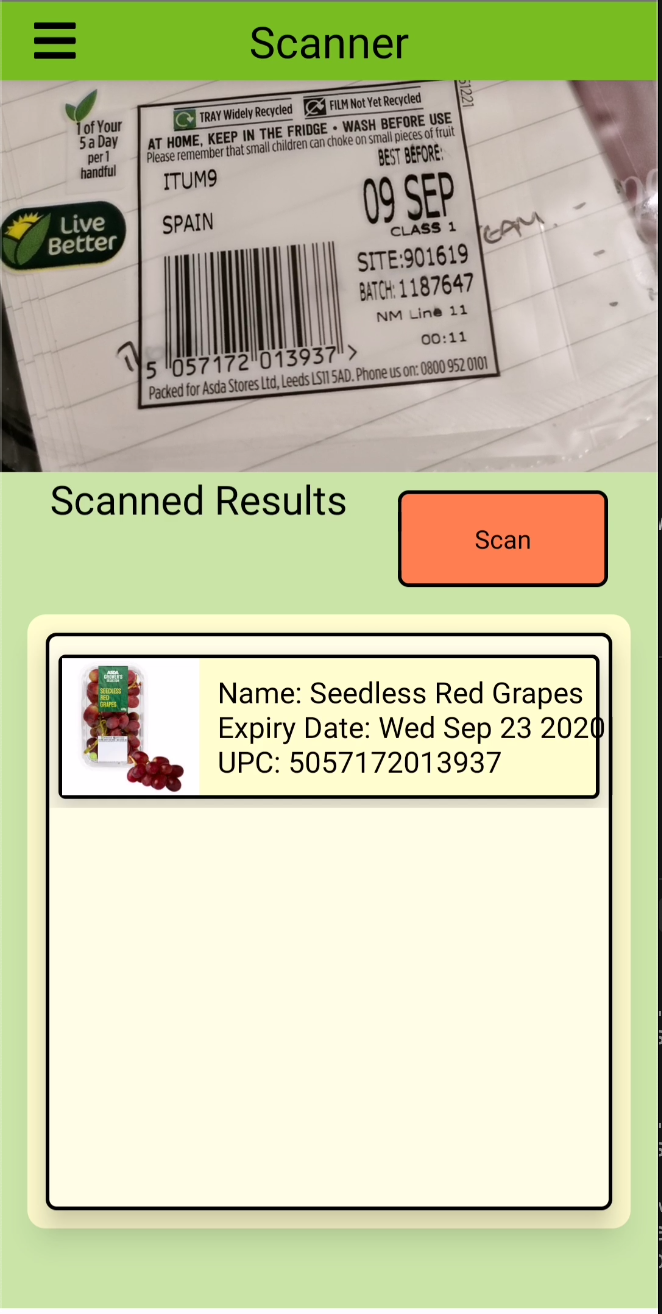 Scanner
1 of Your
5 a Day
per 1
handful
Live
Better
TRAY Widely Recycled
FILM Not Yet Recycled
AT HOME, KEEP IN THE FRIDGE • WASH BEFORE USE
Please remember that small children can choke on small pieces of fruit
BEST BEFORE:
ITUM9
09 SEP
SPAIN
CLASS 1
SITE:901619
BATCH: 1187647
NM Line 11
00:11
5 057172 013937 >
Packed for Asda Stores Ltd, Leeds LS11 5AD. Phone us on: 0800 952 0101
51221
Scanned Results
Scan
SEEDLESS
RED
GRAPES
Name: Seedless Red Grapes
Expiry Date: Wed Sep 23 2020
UPC: 5057172013937